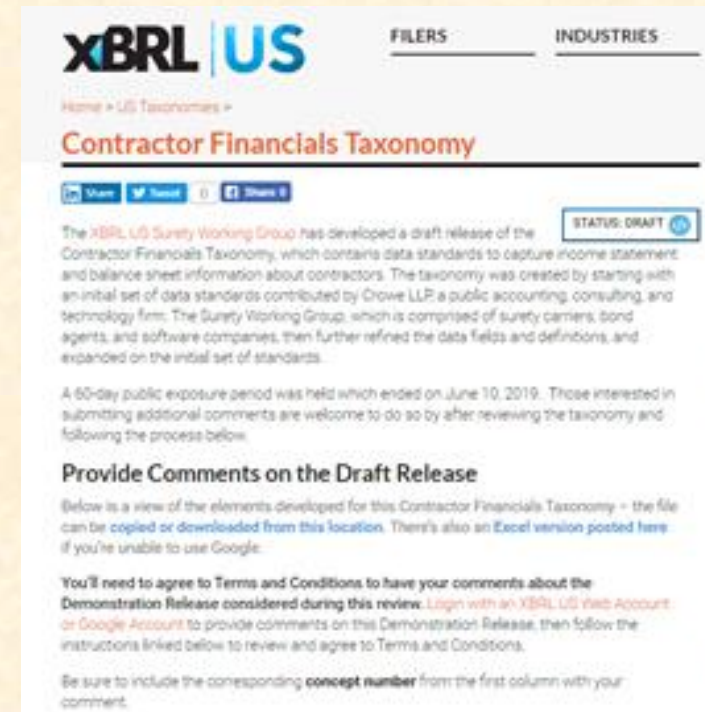 XBRL US
FILERS
INDUSTRIES
Home > US Taxonomies >
Contractor Financials Taxonomy
Share
Tweet
0
Share 0
STATUS: DRAFT
The XBRL US Surety Working Group has developed a draft release of the
Contractor Financials Taxonomy, which contains data standards to capture income statement
and balance sheet information about contractors. The taxonomy was created by starting with
an initial set of data standards contributed by Crowe LLP, a public accounting, consulting, and
technology firm. The Surety Working Group, which is comprised of surety carriers, bond
agents, and software companies, then further refined the data fields and definitions, and
expanded on the initial set of standards.
A 60-day public exposure period was held which ended on June 10, 2019. Those interested in
submitting additional comments are welcome to do so by after reviewing the taxonomy and
following the process below.
Provide Comments on the Draft Release
Below is a view of the elements developed for this Contractor Financials Taxonomy – the file
can be copied or downloaded from this location. There's also an Excel version posted here
if you're unable to use Google.
You'll need to agree to Terms and Conditions to have your comments about the
Demonstration Release considered during this review. Login with an XBRL US Web Account
or Google Account to provide comments on this Demonstration Release, then follow the
instructions linked below to review and agree to Terms and Conditions.
Be sure to include the corresponding concept number from the first column with your
comment.